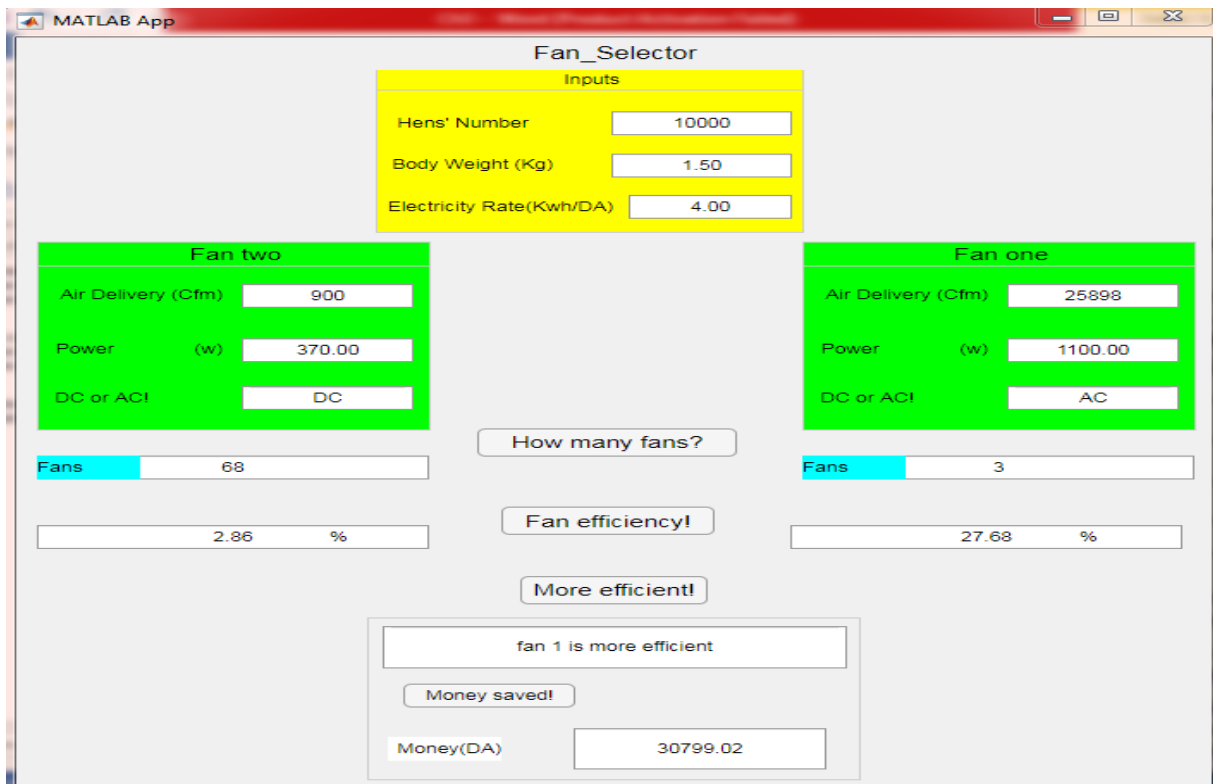 MATLAB App
Fan_Selector
Inputs
Hens' Number 10000
Body Weight (Kg) 1.50
Electricity Rate(Kwh/DA) 4.00
Fan two
Air Delivery (Cfm) 900
Power (w) 370.00
DC or AC! DC
Fan one
Air Delivery (Cfm) 25898
Power (w) 1100.00
DC or AC! AC
How many fans?
Fans 68
Fans 3
Fan efficiency!
2.86 %
27.68 %
More efficient!
fan 1 is more efficient
Money saved!
Money(DA) 30799.02